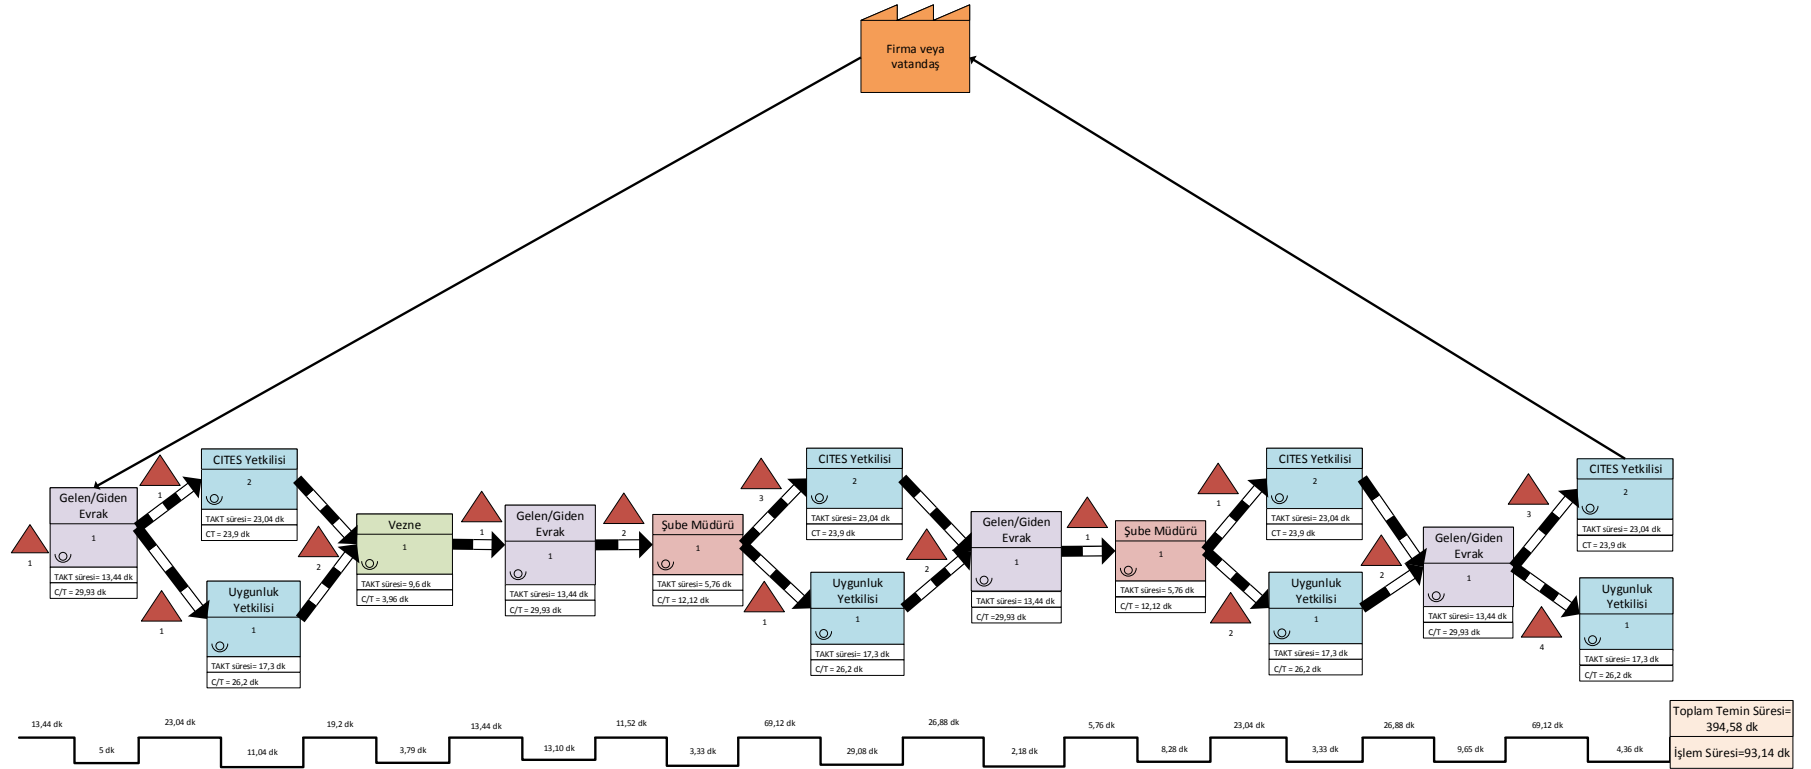 Firma veya
vatandaş
1
Gelen/Giden
Evrak
1
TAKT süresi= 13,44 dk
C/T = 29,93 dk
1
1
CITES Yetkilisi
2
TAKT süresi= 23,04 dk
CT = 23,9 dk
Uygunluk
Yetkilisi
1
TAKT süresi= 17,3 dk
C/T = 26,2 dk
2
Vezne
1
TAKT süresi= 9,6 dk
C/T = 3,96 dk
1
Gelen/Giden
Evrak
1
TAKT süresi= 13,44 dk
C/T = 29,93 dk
2
Şube Müdürü
1
TAKT süresi= 5,76 dk
C/T = 12,12 dk
3
1
CITES Yetkilisi
2
TAKT süresi= 23,04 dk
CT = 23,9 dk
Uygunluk
Yetkilisi
1
TAKT süresi= 17,3 dk
C/T = 26,2 dk
2
Gelen/Giden
Evrak
1
TAKT süresi= 13,44 dk
C/T =29,93 dk
1
Şube Müdürü
1
TAKT süresi= 5,76 dk
C/T = 12,12 dk
1
2
CITES Yetkilisi
2
TAKT süresi= 23,04 dk
CT = 23,9 dk
Uygunluk
Yetkilisi
1
TAKT süresi= 17,3 dk
C/T = 26,2 dk
2
Gelen/Giden
Evrak
1
TAKT süresi= 13,44 dk
C/T = 29,93 dk
3
4
CITES Yetkilisi
2
TAKT süresi= 23,04 dk
CT = 23,9 dk
Uygunluk
Yetkilisi
1
TAKT süresi= 17,3 dk
C/T = 26,2 dk
13,44 dk
5 dk
23,04 dk
11,04 dk
19,2 dk
3,79 dk
13,44 dk
13,10 dk
11,52 dk
3,33 dk
69,12 dk
29,08 dk
26,88 dk
2,18 dk
5,76 dk
8,28 dk
23,04 dk
3,33 dk
26,88 dk
9,65 dk
69,12 dk
4,36 dk
Toplam Temin Süresi=
394,58 dk
İşlem Süresi=93,14 dk